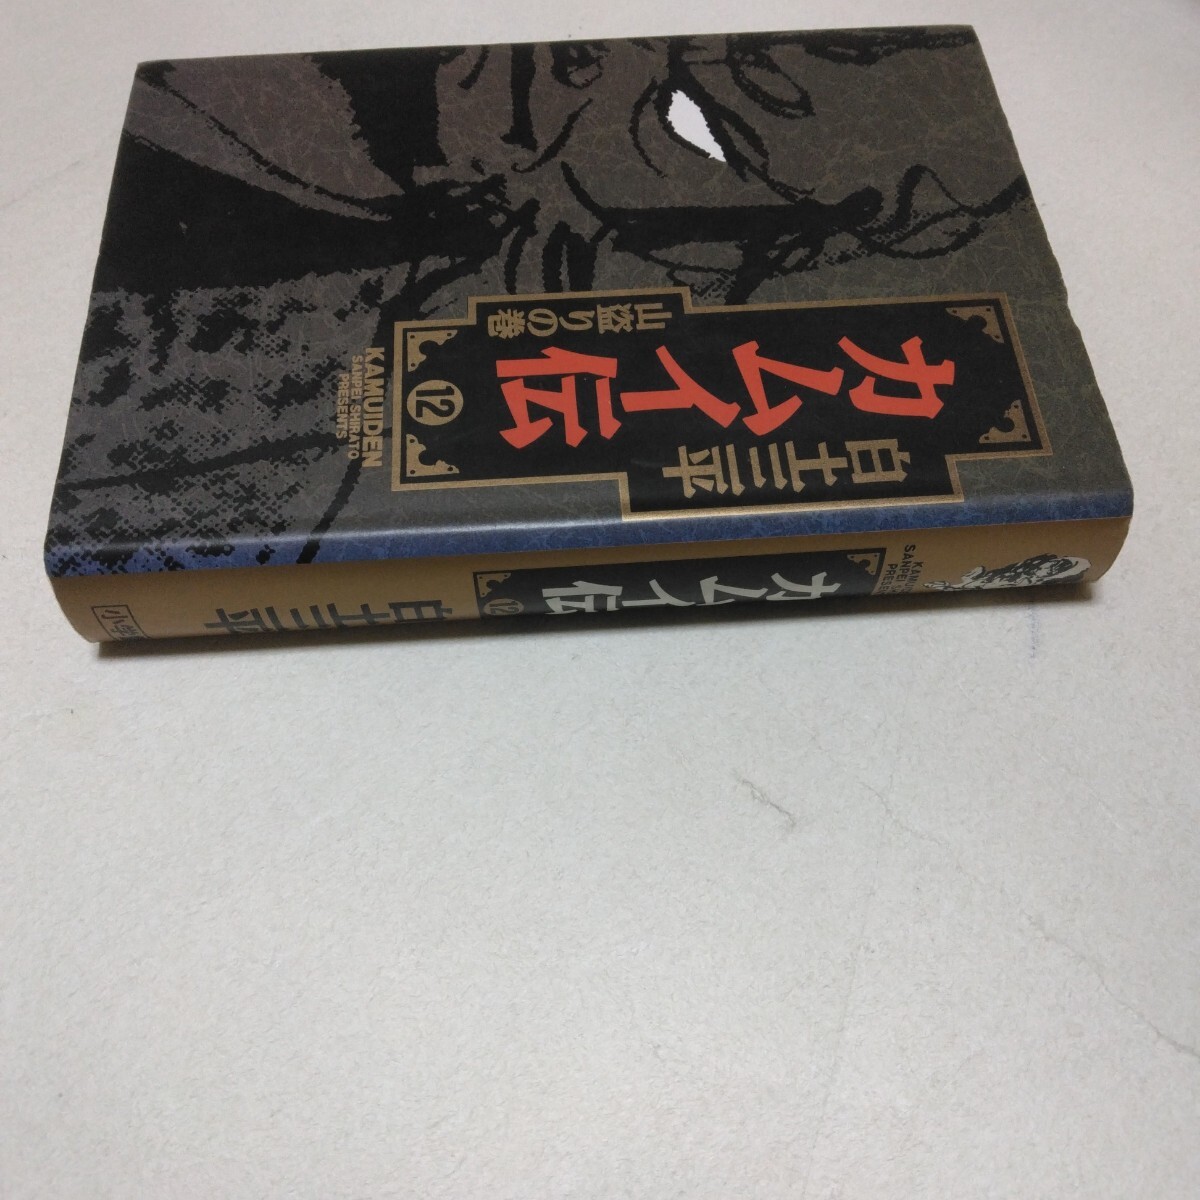 白土三平
カムイ伝
12
山盗りの巻
KAMUIDEN
SANPEI SHIRATO
PRESENTS
カムイ伝
12
白土三平